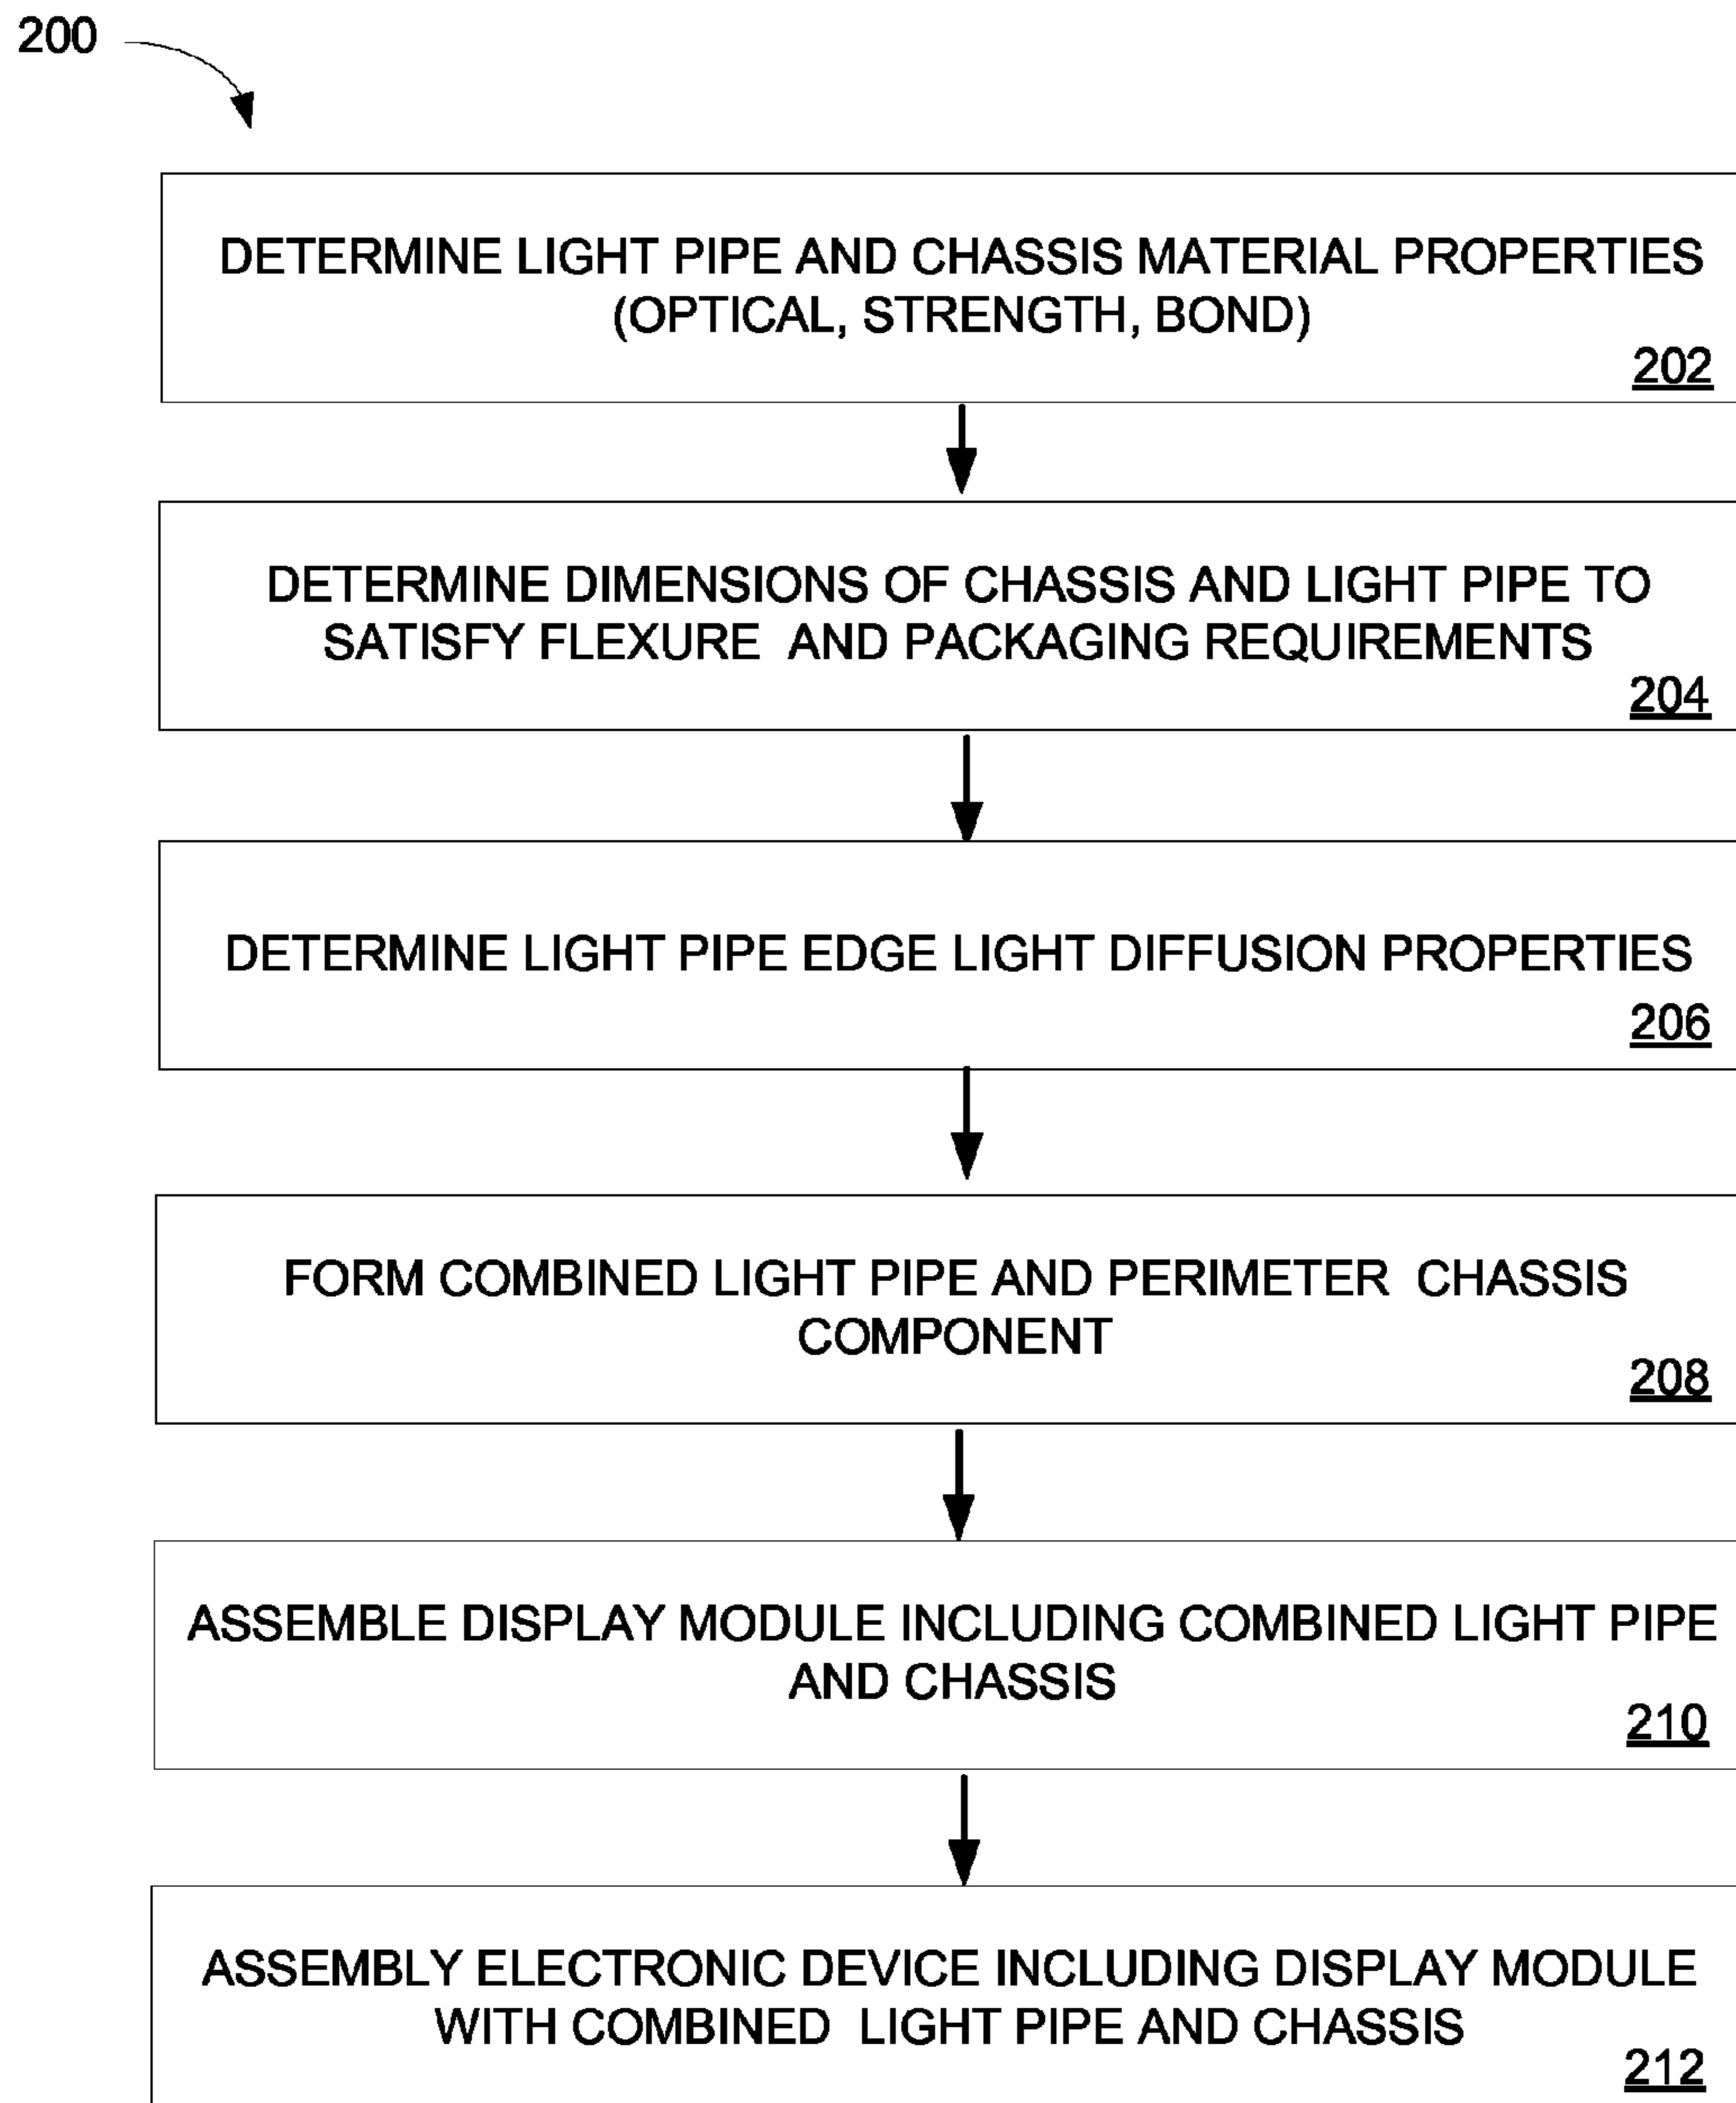 200
DETERMINE LIGHT PIPE AND CHASSIS MATERIAL PROPERTIES
(OPTICAL, STRENGTH, BOND)
202
DETERMINE DIMENSIONS OF CHASSIS AND LIGHT PIPE TO
SATISFY FLEXURE AND PACKAGING REQUIREMENTS
204
DETERMINE LIGHT PIPE EDGE LIGHT DIFFUSION PROPERTIES
206
FORM COMBINED LIGHT PIPE AND PERIMETER CHASSIS
COMPONENT
208
ASSEMBLE DISPLAY MODULE INCLUDING COMBINED LIGHT PIPE
AND CHASSIS
210
ASSEMBLY ELECTRONIC DEVICE INCLUDING DISPLAY MODULE
WITH COMBINED LIGHT PIPE AND CHASSIS
212